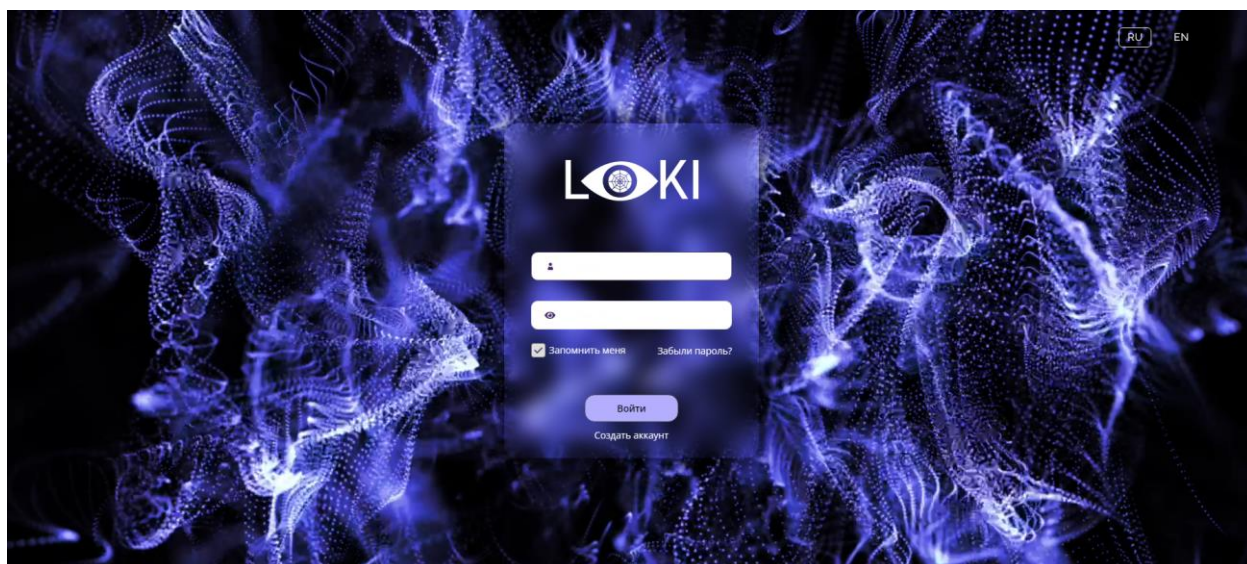 RU EN
LOKI
Запомнить меня Забыли пароль?
Войти
Создать аккаунт